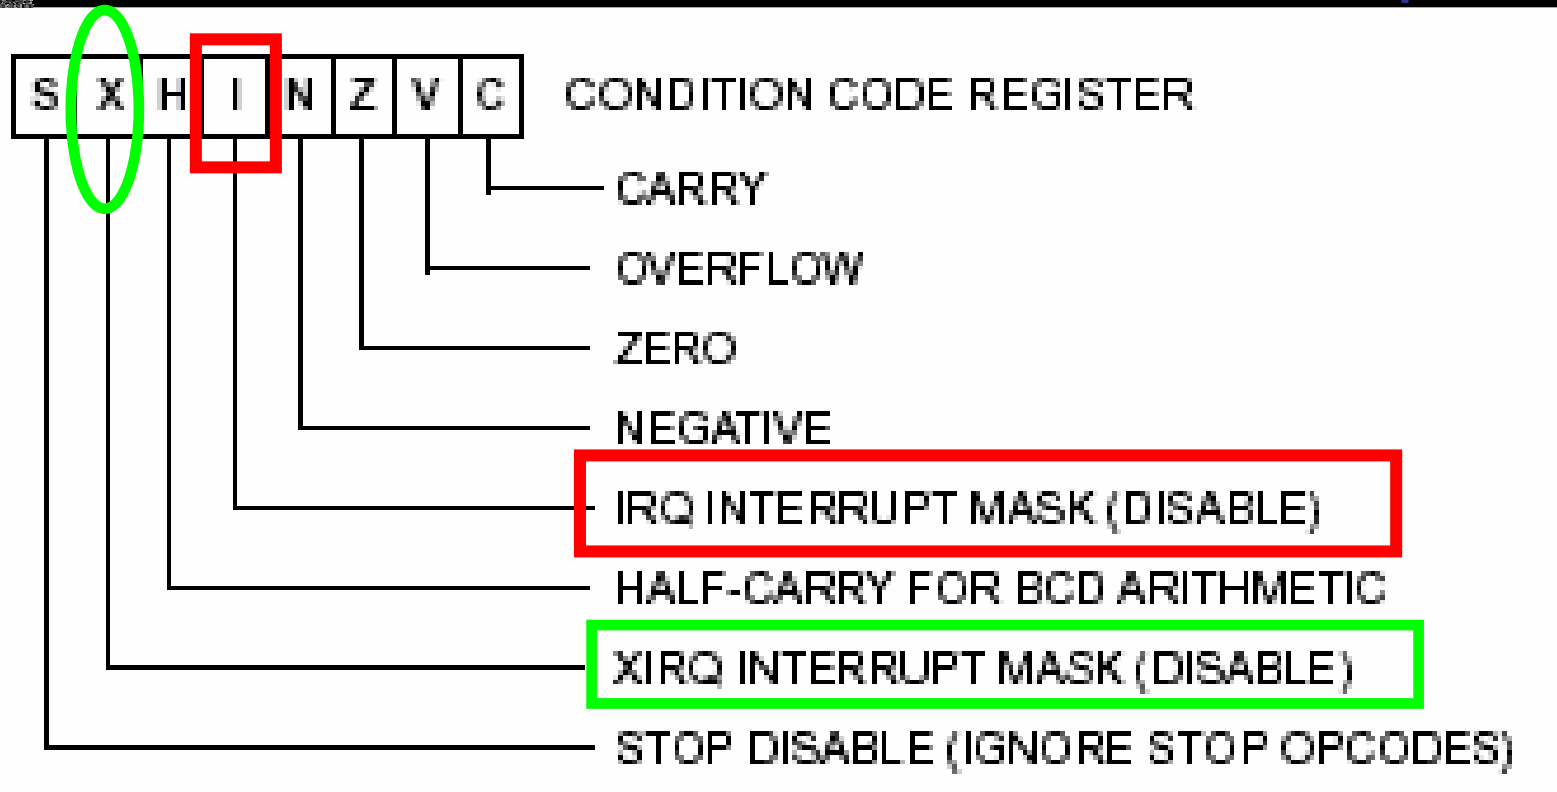 S X H I N Z V C CONDITION CODE REGISTER
CARRY
OVERFLOW
ZERO
NEGATIVE
IRQ INTERRUPT MASK (DISABLE)
HALF-CARRY FOR BCD ARITHMETIC
XIRQ INTERRUPT MASK (DISABLE)
STOP DISABLE (IGNORE STOP OPCODES)